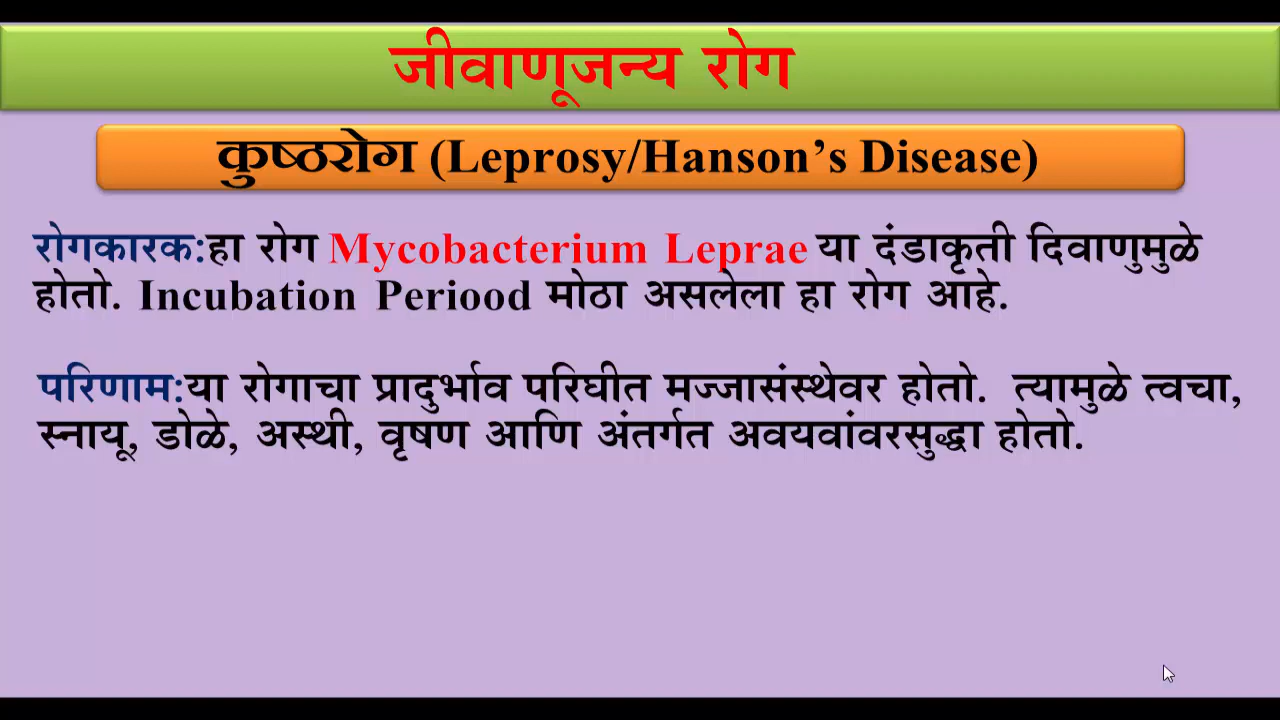 जीवाणूजन्य रोग
कुष्ठरोग (Leprosy/Hanson’s Disease)
रोगकारक:हा रोग Mycobacterium Leprae या दंडाकृती दिवाणुमुळे
होतो. Incubation Periood मोठा असलेला हा रोग आहे.
परिणाम:या रोगाचा प्रादुर्भाव परिघीत मज्जासंस्थेवर होतो. त्यामुळे त्वचा,
स्नायू, डोळे, अस्थी, वृषण आणि अंतर्गत अवयवांवरसुद्धा होतो.